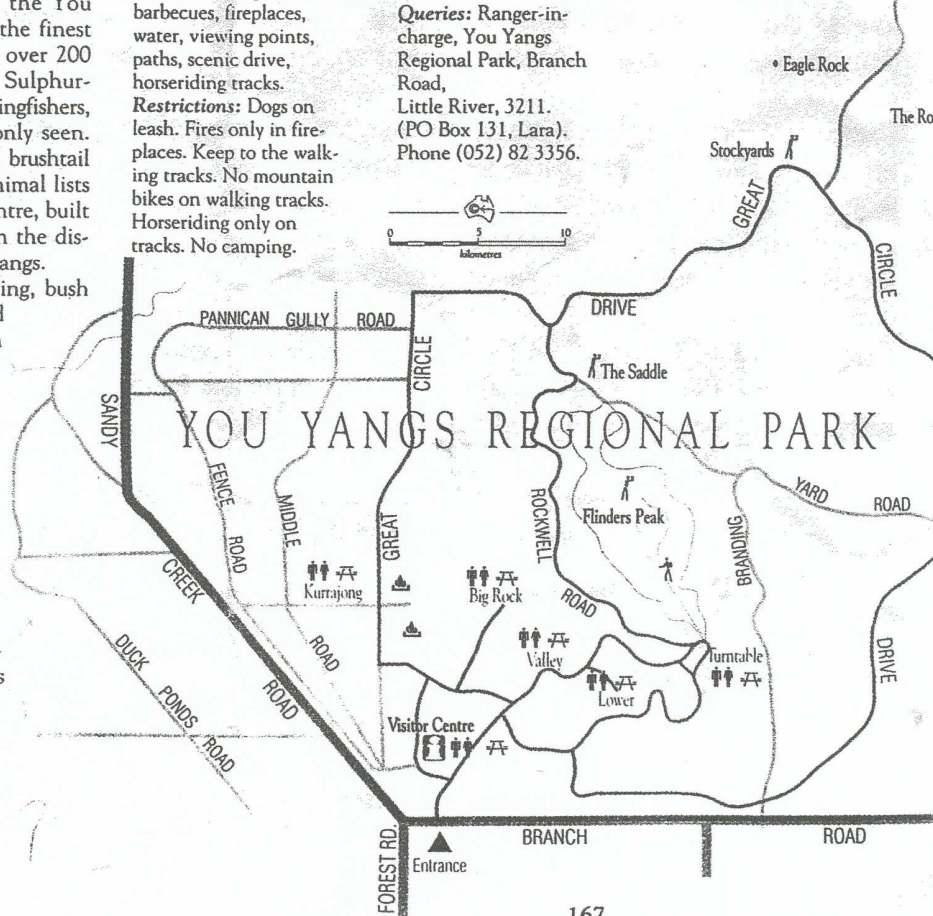 the You
the finest
over 200
Sulphur-
ingfishers,
only seen.
brushtail
nimal lists
ntre, built
n the dis-
angs.
ing, bush
barbecues, fireplaces,
water, viewing points,
paths, scenic drive,
horseriding tracks.
Restrictions: Dogs on
leash. Fires only in fire-
places. Keep to the walk-
ing tracks. No mountain
bikes on walking tracks.
Horseriding only on
tracks. No camping.
Queries: Ranger-in-
charge, You Yangs
Regional Park, Branch
Road,
Little River, 3211.
(PO Box 131, Lara).
Phone (052) 82 3356.
0 5 10
kilometres
Eagle Rock
The Ro
Stockyards
GREAT
CIRCLE
DRIVE
PANNICAN GULLY ROAD
CIRCLE
The Saddle
SANDY
YOU YANGS REGIONAL PARK
FENCE
ROAD
MIDDLE
ROCKWELL
Flinders Peak
YARD
ROAD
BRANDING
GREAT
CREEK
Kurrajong
Big Rock
ROAD
DUCK
PONDS
ROAD
ROAD
ROAD
Valley
Lower
Turntable
DRIVE
Visitor Centre
BRANCH
ROAD
FOREST RD.
Entrance
167